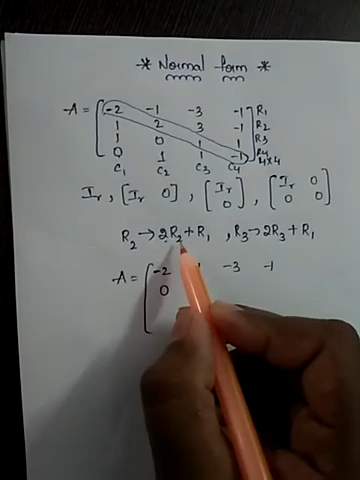 * Normal form *
A = [ -2 -1 -3 -1 R₁
1 2 3 -1 R₂
1 0 1 1 R₃
0 1 1 -1 ] R₄ 4×4
C₁ C₂ C₃ C₄
Iᵣ , [Iᵣ 0] , [Iᵣ 0] , [Iᵣ 0 0 0]
R₂ → 2R₂+R₁ , R₃ → 2R₃+R₁
A = [ -2 -3 -1
0